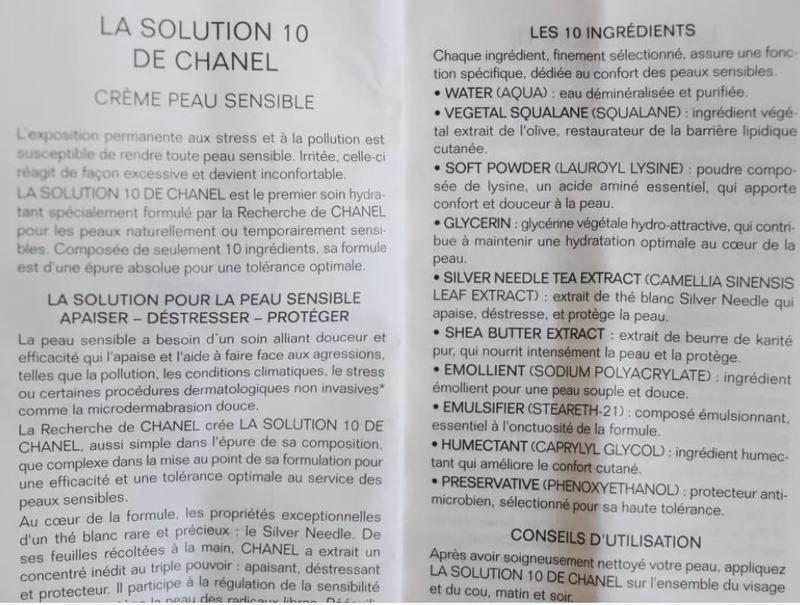 LA SOLUTION 10
DE CHANEL
CRÈME PEAU SENSIBLE
L'exposition permanente aux stress et à la pollution est
susceptible de rendre toute peau sensible. Irritée, celle-ci
réagit de façon excessive et devient inconfortable.
LA SOLUTION 10 DE CHANEL est le premier soin hydra-
tant spécialement formulé par la Recherche de CHANEL
pour les peaux naturellement ou temporairement sensi-
bles. Composée de seulement 10 ingrédients, sa formule
est d'une épure absolue pour une tolérance optimale.
LA SOLUTION POUR LA PEAU SENSIBLE
APAISER – DÉSTRESSER – PROTÉGER
La peau sensible a besoin d'un soin alliant douceur et
efficacité qui l'apaise et l'aide à faire face aux agressions,
telles que la pollution, les conditions climatiques, le stress
ou certaines procédures dermatologiques non invasives*
comme la microdermabrasion douce.
La Recherche de CHANEL crée LA SOLUTION 10 DE
CHANEL, aussi simple dans l'épure de sa composition,
que complexe dans la mise au point de sa formulation pour
une efficacité et une tolérance optimale au service des
peaux sensibles.
Au cœur de la formule, les propriétés exceptionnelles
d'un thé blanc rare et précieux : le Silver Needle. De
ses feuilles récoltées à la main, CHANEL a extrait un
concentré inédit au triple pouvoir : apaisant, déstressant
et protecteur. Il participe à la régulation de la sensibilité
la peau des radicaux libres.
LES 10 INGRÉDIENTS
Chaque ingrédient, finement sélectionné, assure une fonc-
tion spécifique, dédiée au confort des peaux sensibles.
• WATER (AQUA) : eau déminéralisée et purifiée.
• VEGETAL SQUALANE (SQUALANE) : ingrédient végé-
tal extrait de l'olive, restaurateur de la barrière lipidique
cutanée.
• SOFT POWDER (LAUROYL LYSINE) : poudre compo-
sée de lysine, un acide aminé essentiel, qui apporte
confort et douceur à la peau.
• GLYCERIN : glycérine végétale hydro-attractive, qui contri-
bue à maintenir une hydratation optimale au cœur de la
peau.
• SILVER NEEDLE TEA EXTRACT (CAMELLIA SINENSIS
LEAF EXTRACT) : extrait de thé blanc Silver Needle qui
apaise, déstresse, et protège la peau.
• SHEA BUTTER EXTRACT : extrait de beurre de karité
pur, qui nourrit intensément la peau et la protège.
• EMOLLIENT (SODIUM POLYACRYLATE) : ingrédient
émollient pour une peau souple et douce.
• EMULSIFIER (STEARETH-21) : composé émulsionnant,
essentiel à l'onctuosité de la formule.
• HUMECTANT (CAPRYLYL GLYCOL) : ingrédient humec-
tant qui améliore le confort cutané.
• PRESERVATIVE (PHENOXYETHANOL) : protecteur anti-
microbien, sélectionné pour sa haute tolérance.
CONSEILS D'UTILISATION
Après avoir soigneusement nettoyé votre peau, appliquez
LA SOLUTION 10 DE CHANEL sur l'ensemble du visage
et du cou, matin et soir.